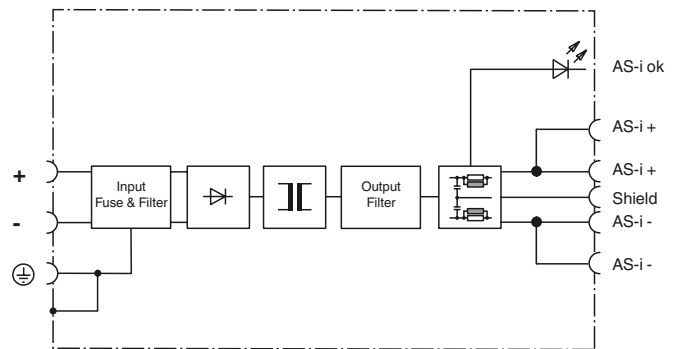 AS-i ok
AS-i +
+
Input
Fuse & Filter
Output
Filter
AS-i +
Shield
-
AS-i -
AS-i -